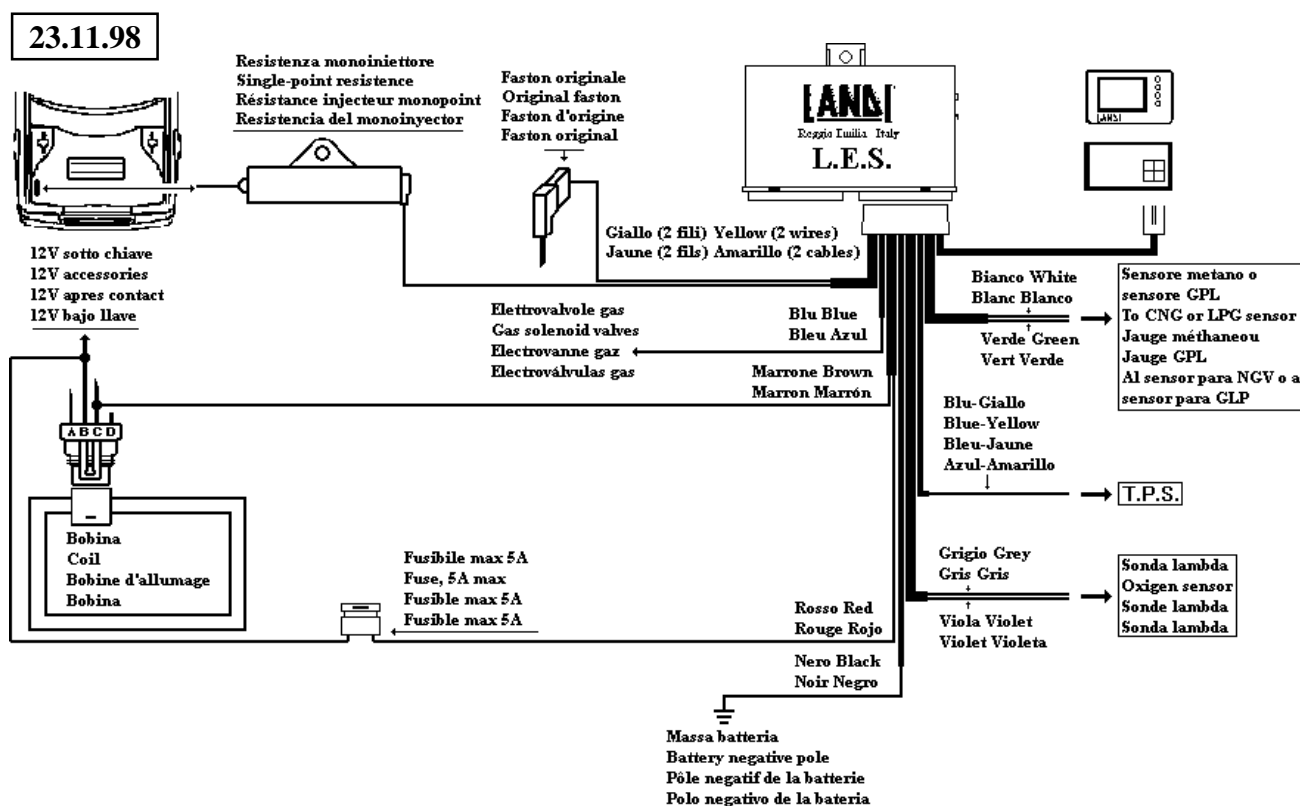 23.11.98
Resistenza monoiniettore
Single-point resistence
Résistance injecteur monopoint
Resistencia del monoinyector
Faston originale
Original faston
Faston d'origine
Faston original
LANDI
Reggio Emilia Italy
L.E.S.
LANDI
12V sotto chiave
12V accessories
12V apres contact
12V bajo llave
Giallo (2 fili) Yellow (2 wires)
Jaune (2 fils) Amarillo (2 cables)
Elettrovalvole gas
Gas solenoid valves
Electrovanne gaz
Electroválvulas gas
Blu Blue
Bleu Azul
Marrone Brown
Marron Marrón
Bianco White
Blanc Blanco
Verde Green
Vert Verde
Sensore metano o
sensore GPL
To CNG or LPG sensor
Jauge méthaneou
Jauge GPL
Al sensor para NGV o a
sensor para GLP
Blu-Giallo
Blue-Yellow
Bleu-Jaune
Azul-Amarillo
T.P.S.
A B C D
Bobina
Coil
Bobine d'allumage
Bobina
Fusibile max 5A
Fuse, 5A max
Fusible max 5A
Fusible max 5A
Grigio Grey
Gris Gris
Viola Violet
Violet Violeta
Sonda lambda
Oxigen sensor
Sonde lambda
Sonda lambda
Rosso Red
Rouge Rojo
Nero Black
Noir Negro
Massa batteria
Battery negative pole
Pôle negatif de la batterie
Polo negativo de la bateria